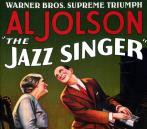 WARNER BROS. SUPREME TRIUMPH
AL JOLSON
"THE
JAZZ SINGER"